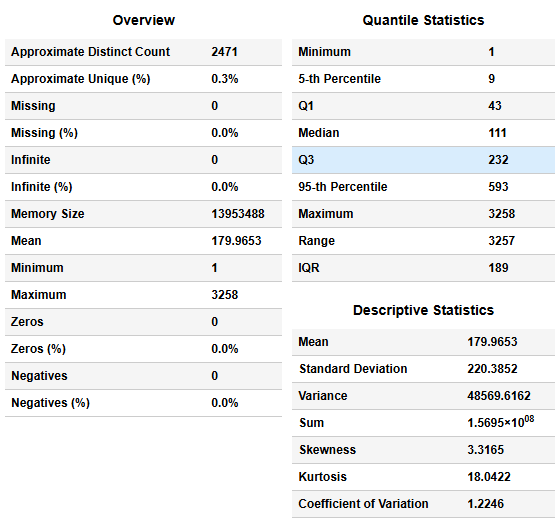 Overview
Approximate Distinct Count 2471
Approximate Unique (%) 0.3%
Missing 0
Missing (%) 0.0%
Infinite 0
Infinite (%) 0.0%
Memory Size 13953488
Mean 179.9653
Minimum 1
Maximum 3258
Zeros 0
Zeros (%) 0.0%
Negatives 0
Negatives (%) 0.0%
Quantile Statistics
Minimum 1
5-th Percentile 9
Q1 43
Median 111
Q3 232
95-th Percentile 593
Maximum 3258
Range 3257
IQR 189
Descriptive Statistics
Mean 179.9653
Standard Deviation 220.3852
Variance 48569.6162
Sum 1.5695×10⁰⁸
Skewness 3.3165
Kurtosis 18.0422
Coefficient of Variation 1.2246